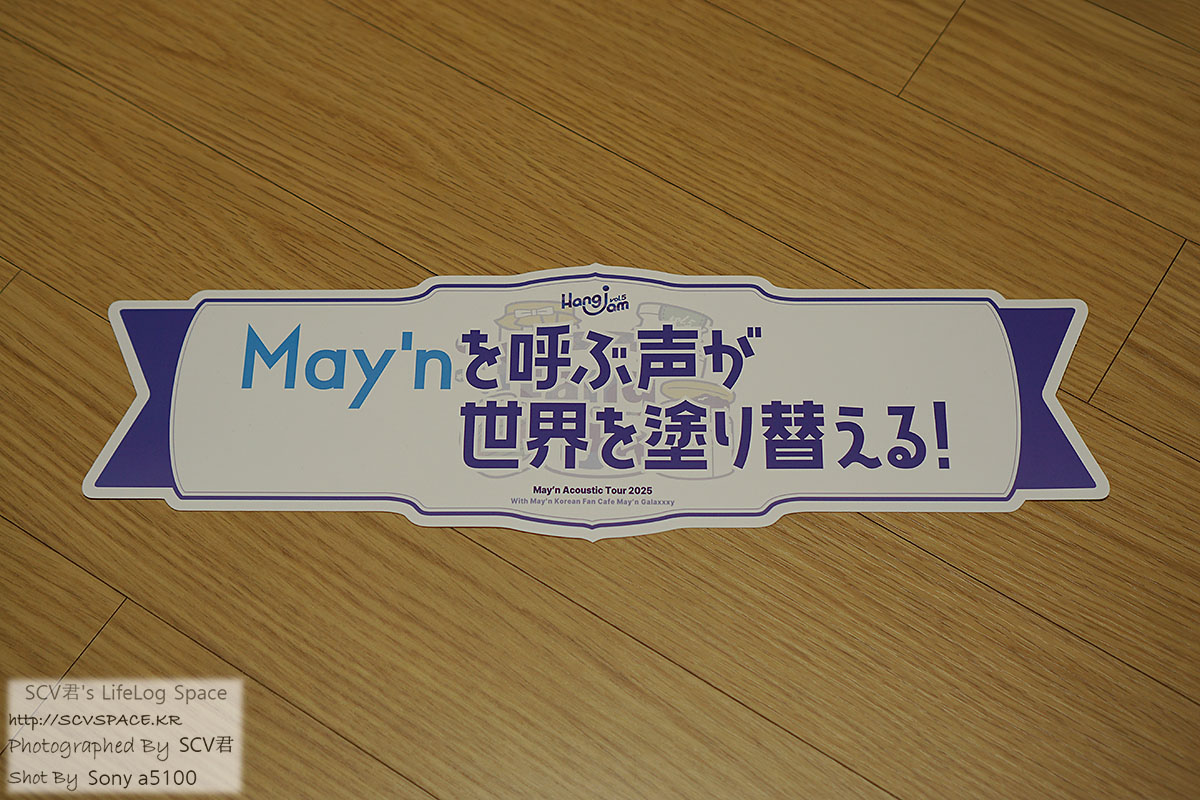 Hang Jam vol.5
May'nを呼ぶ声が
世界を塗り替える!
May'n Acoustic Tour 2025
With May'n Korean Fan Cafe May'n Galaxxxy
SCV君's LifeLog Space
http://SCVSPACE.KR
Photographed By SCV君
Shot By Sony a5100